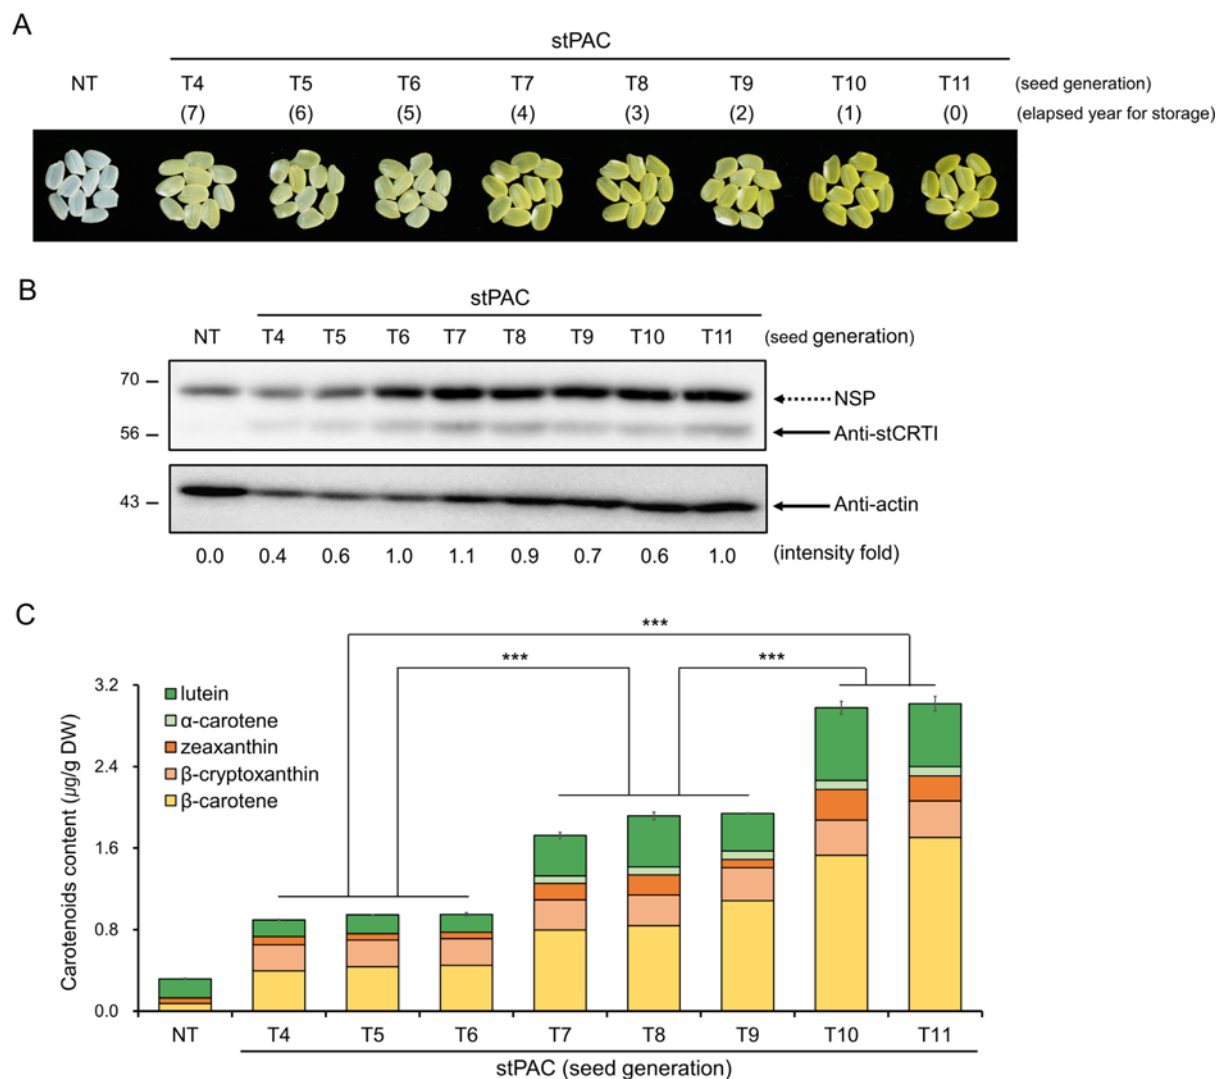 A
stPAC
NT T4 T5 T6 T7 T8 T9 T10 T11 (seed generation)
(7) (6) (5) (4) (3) (2) (1) (0) (elapsed year for storage)
B
stPAC
NT T4 T5 T6 T7 T8 T9 T10 T11 (seed generation)
70
NSP
56
Anti-stCRTI
43
Anti-actin
0.0 0.4 0.6 1.0 1.1 0.9 0.7 0.6 1.0 (intensity fold)
C
***
*** ***
Carotenoids content (µg/g DW)
3.2
2.4
1.6
0.8
0.0
lutein
α-carotene
zeaxanthin
β-cryptoxanthin
β-carotene
NT T4 T5 T6 T7 T8 T9 T10 T11
stPAC (seed generation)